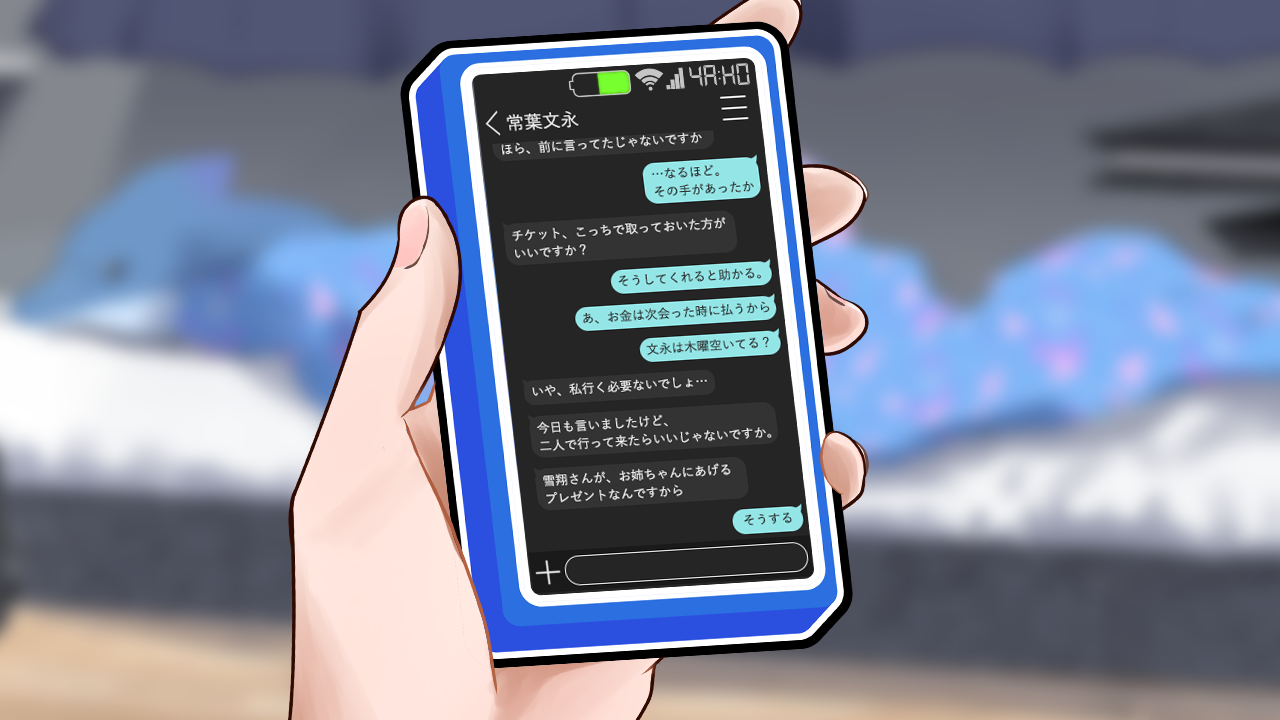 4A:HO
常葉文永
ほら、前に言ってたじゃないですか
…なるほど。
その手があったか
チケット、こっちで取っておいた方が
いいですか？
そうしてくれると助かる。
あ、お金は次会った時に払うから
文永は木曜空いてる？
いや、私行く必要ないでしょ…
今日も言いましたけど、
二人で行って来たらいいじゃないですか。
雪翔さんが、お姉ちゃんにあげる
プレゼントなんですから
そうする